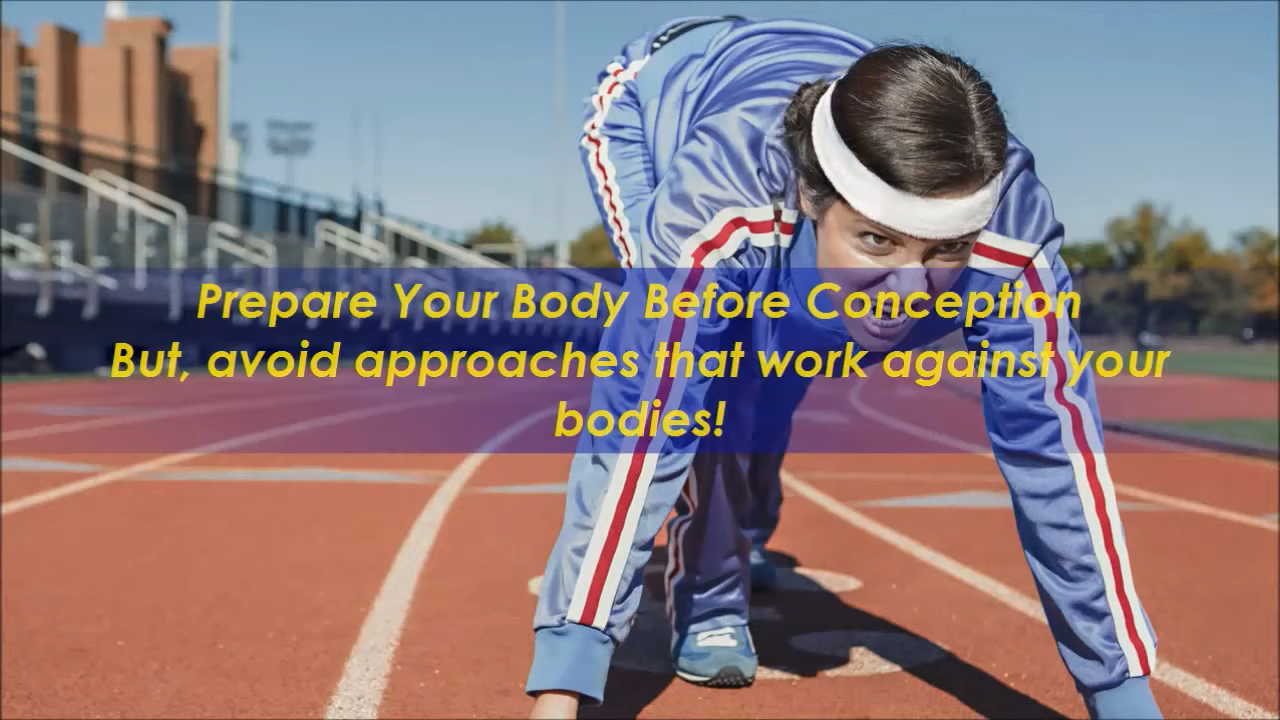 Prepare Your Body Before Conception
But, avoid approaches that work against your
bodies!